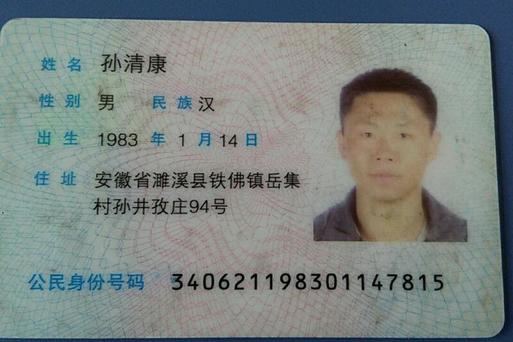 姓名 孙清康
性别 男 民族 汉
出生 1983 年 1 月 14 日
住址 安徽省濉溪县铁佛镇岳集
村孙井孜庄94号
公民身份号码 340621198301147815